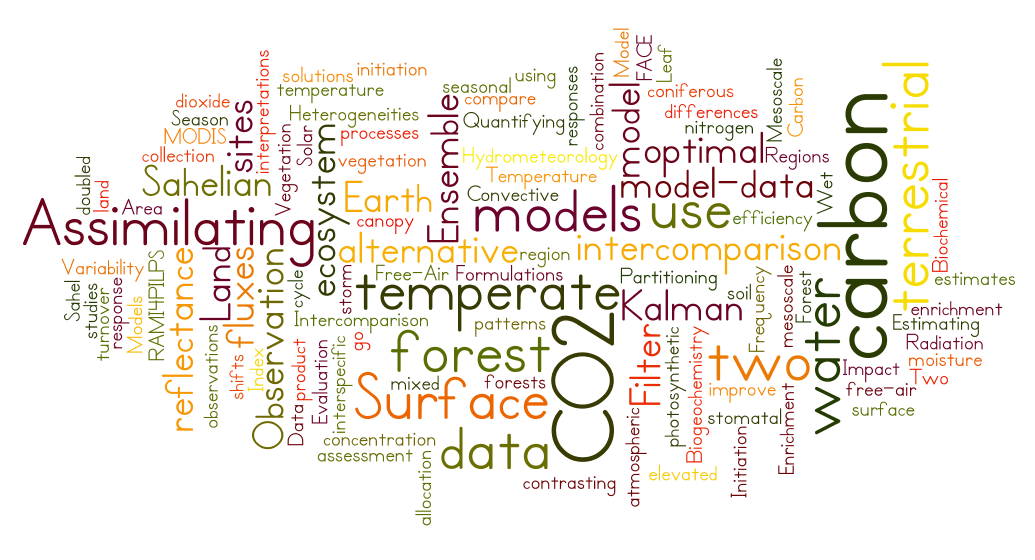 solutions
initiation
temperature
seasonal
using
compare
interpretations
responses
combination
Model
FACE
Leaf
coniferous
differences
nitrogen
Mesoscale
Carbon
dioxide
Season
MODIS
collection
sites
Heterogeneities
processes
vegetation
Ensemble
Quantifying
Hydrometeorology
Temperature
Convective
model
optimal
Regions
model-data
Wet
carbon
terrestrial
doubled
land
Area
Sahelian
Vegetation
Solar
ecosystem
Earth
canopy
models
use
efficiency
Biochemical
Assimilating
alternative
region
intercomparison
Variability
Sahel
studies
turnover
response
Models
RAMI4PILPS
reflectance
Land
fluxes
Observation
cycle
storm
Free-Air
Formulations
temperate
Partitioning
Kalman
soil
Frequency
mesoscale
Forest
water
estimates
enrichment
Estimating
Radiation
moisture
Two
Impact
free-air
surface
Intercomparison
patterns
go
observations
shifts
Index
Data
product
Evaluation
interspecific
forest
mixed
forests
Surface
CO2
Filter
photosynthetic
Biogeochemistry
two
improve
stomatal
Enrichment
concentration
assessment
allocation
data
contrasting
atmospheric
elevated
Initiation